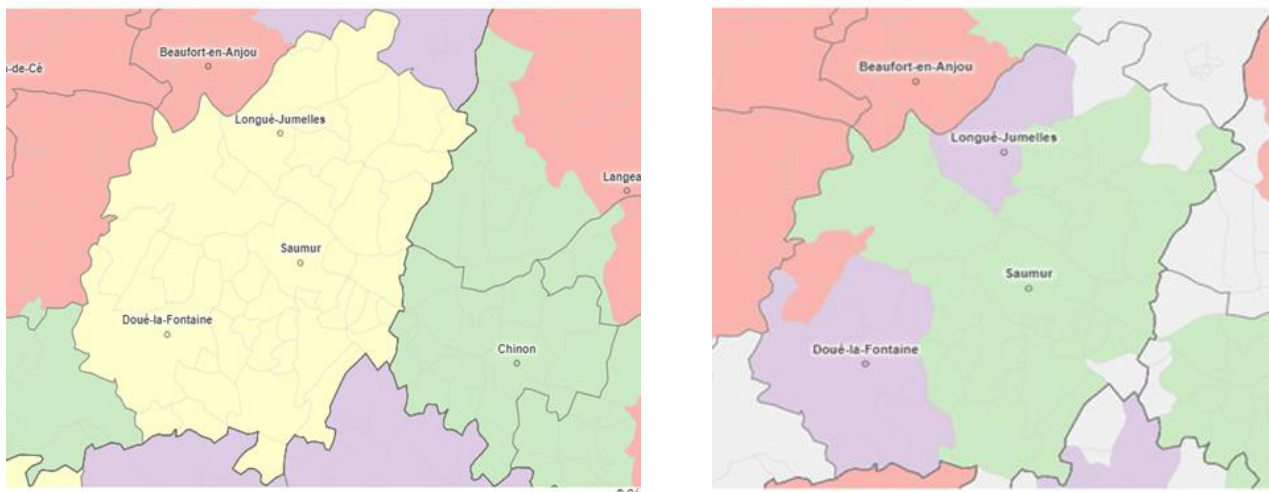 Beaufort-en-Anjou
-de-Cé
Longué-Jumelles
Langea
Saumur
Doué-la-Fontaine
Chinon
Beaufort-en-Anjou
Longué-Jumelles
Saumur
Doué-la-Fontaine